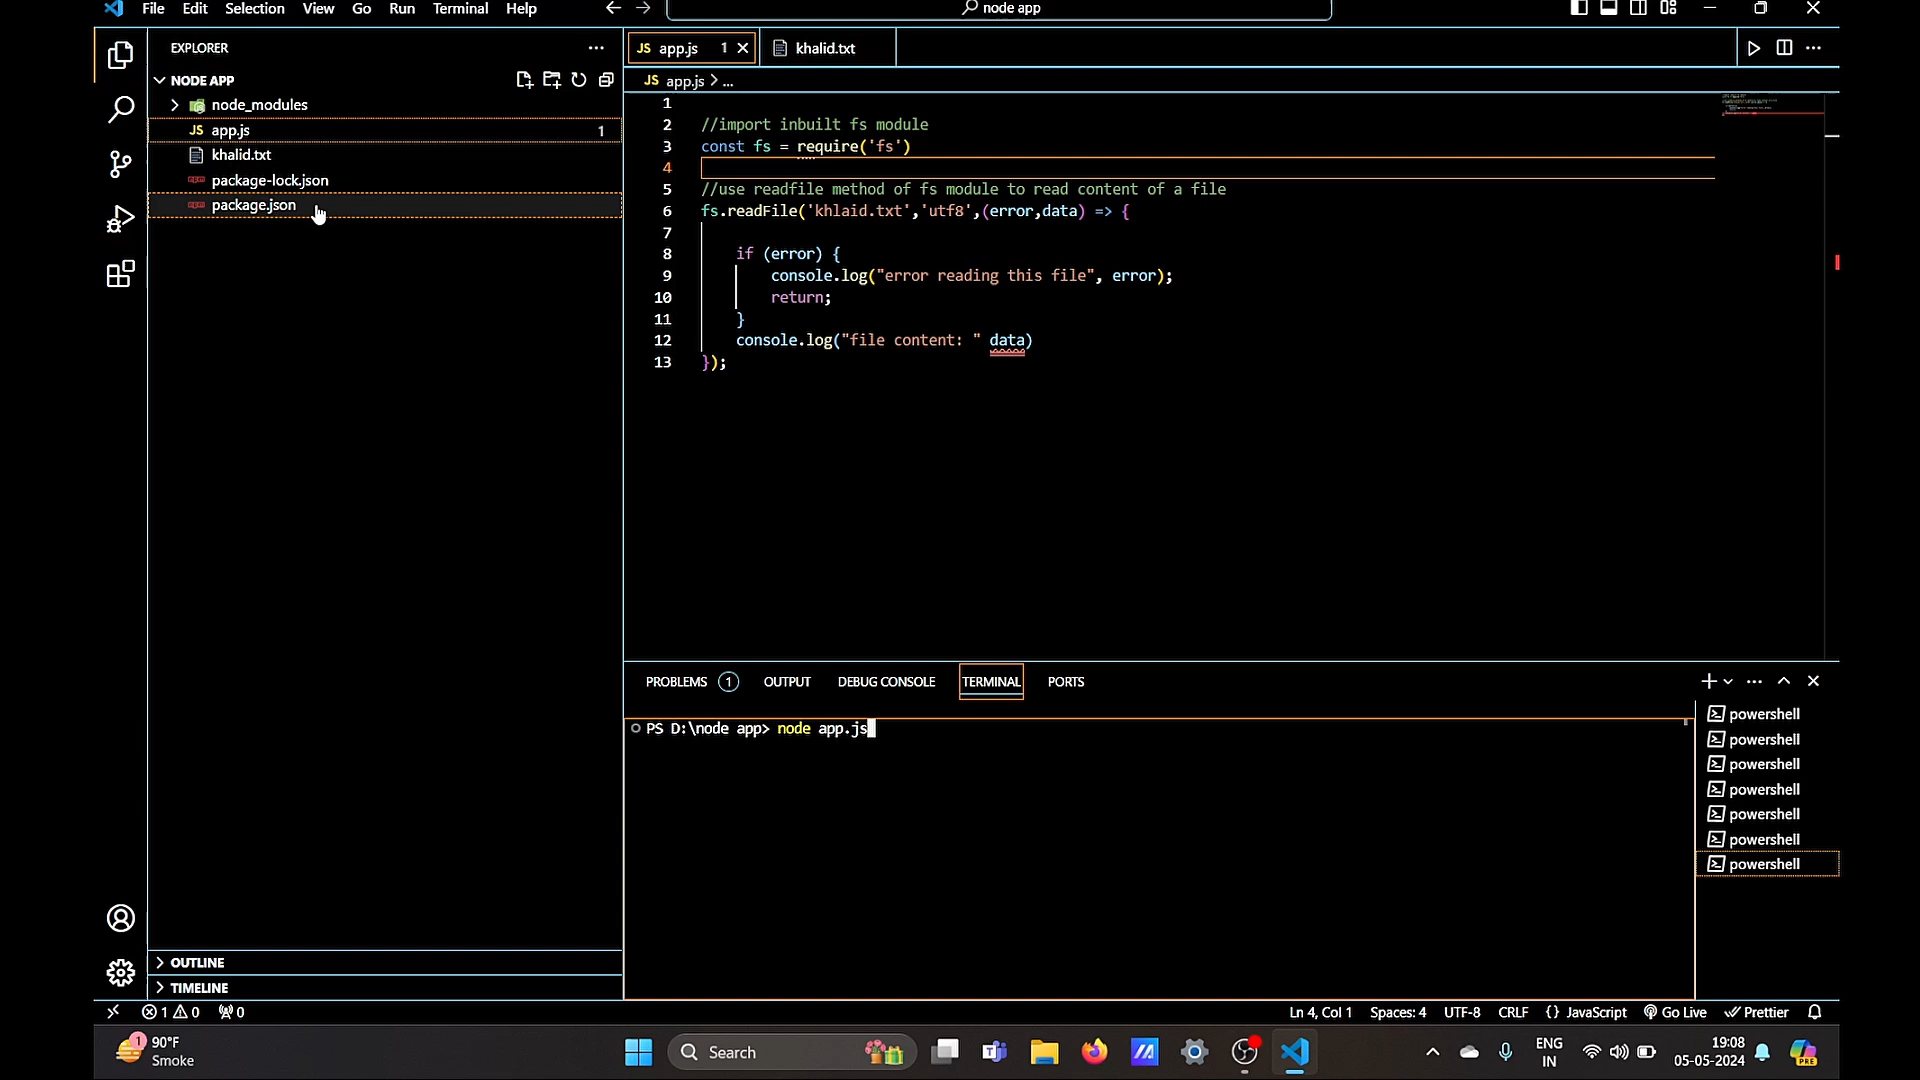 File Edit Selection View Go Run Terminal Help
node app
EXPLORER
NODE APP
node_modules
JS app.js 1
khalid.txt
package-lock.json
package.json
OUTLINE
TIMELINE
JS app.js 1
khalid.txt
JS app.js > ...
1
2 //import inbuilt fs module
3 const fs = require('fs')
4
5 //use readfile method of fs module to read content of a file
6 fs.readFile('khlaid.txt','utf8',(error,data) => {
7
8 if (error) {
9 console.log("error reading this file", error);
10 return;
11 }
12 console.log("file content: " data)
13 });
PROBLEMS 1 OUTPUT DEBUG CONSOLE TERMINAL PORTS
PS D:\node app> node app.js
powershell
powershell
powershell
powershell
powershell
powershell
powershell
1 0 0
Ln 4, Col 1 Spaces: 4 UTF-8 CRLF {} JavaScript Go Live Prettier
1
90°F
Smoke
Search
ENG
IN
19:08
05-05-2024
PRE